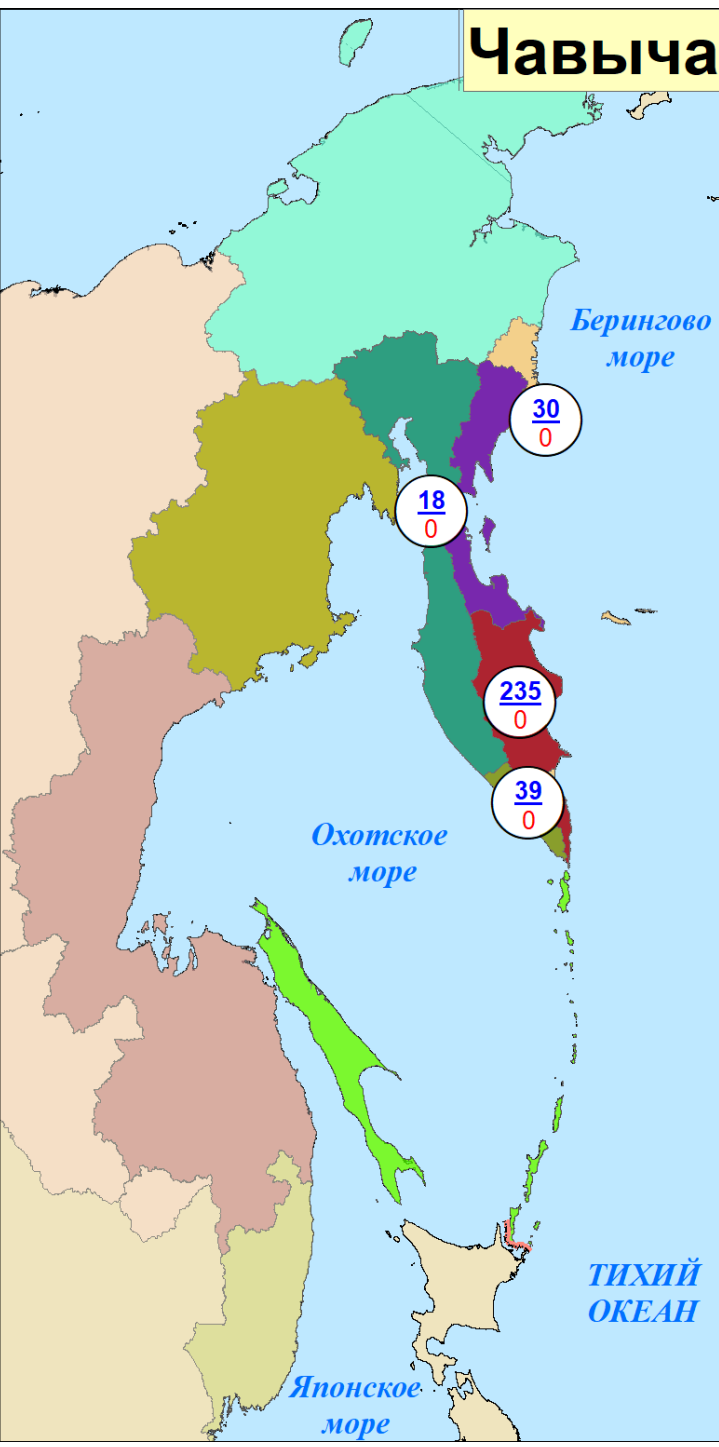 Чавыча
Берингово
море
30
0
18
0
235
0
39
0
Охотское
море
ТИХИЙ
ОКЕАН
Японское
море